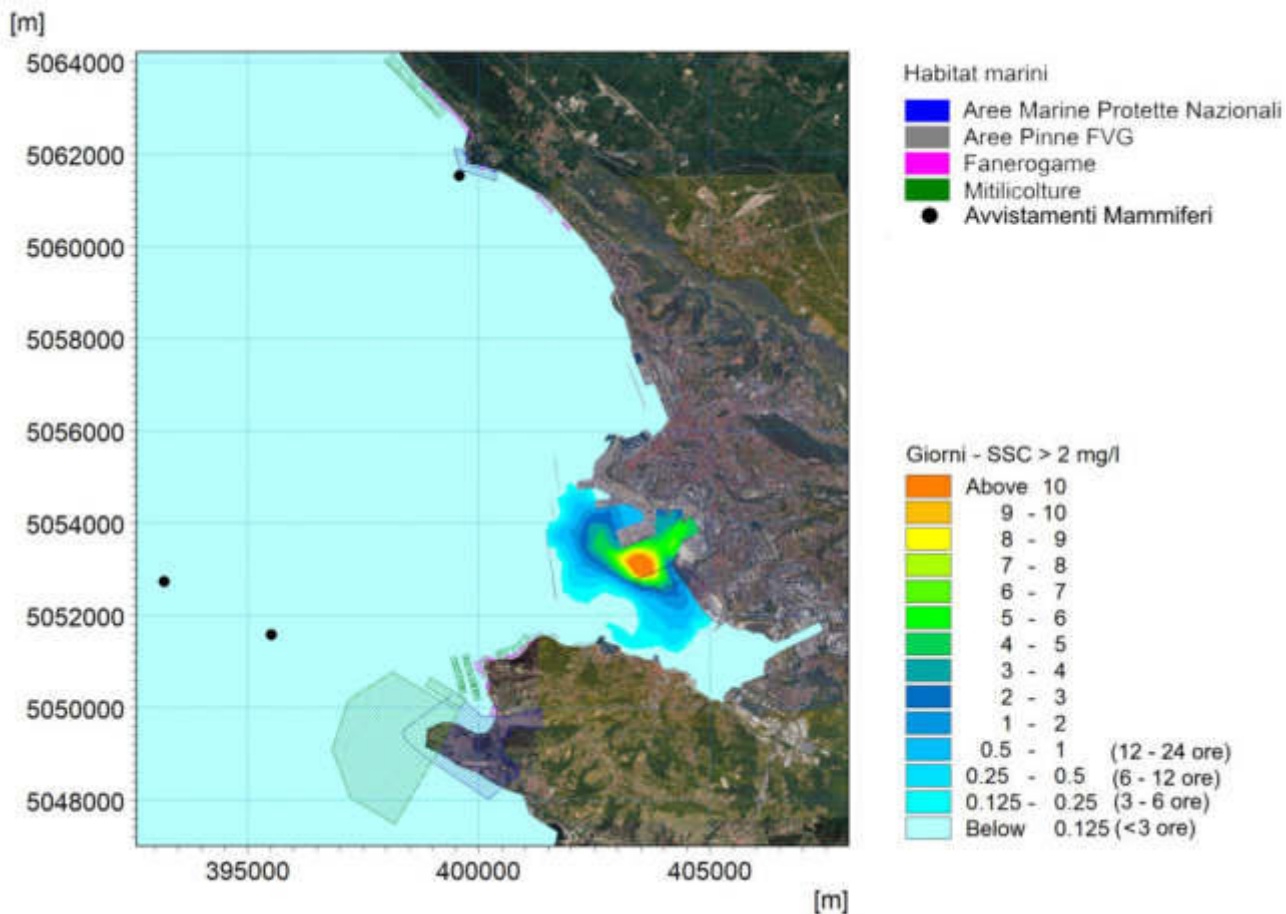 [m]
5064000
5062000
5060000
5058000
5056000
5054000
5052000
5050000
5048000
395000
400000
405000
[m]
Habitat marini
Aree Marine Protette Nazionali
Aree Pinne FVG
Fanerogame
Mitilicolture
Avvistamenti Mammiferi
Giorni - SSC > 2 mg/l
Above 10
9 - 10
8 - 9
7 - 8
6 - 7
5 - 6
4 - 5
3 - 4
2 - 3
1 - 2
0.5 - 1 (12 - 24 ore)
0.25 - 0.5 (6 - 12 ore)
0.125 - 0.25 (3 - 6 ore)
Below 0.125 (<3 ore)